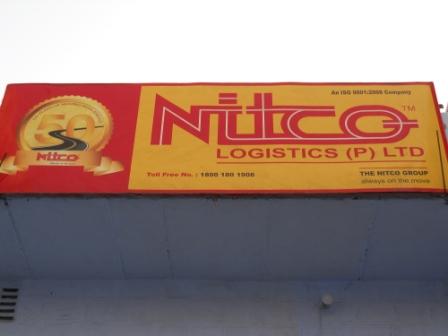 An ISO 9001:2008 Company
50
Nitco
Nitco TM
LOGISTICS (P) LTD
Toll Free No. : 1800 180 1506
THE NITCO GROUP
always on the move